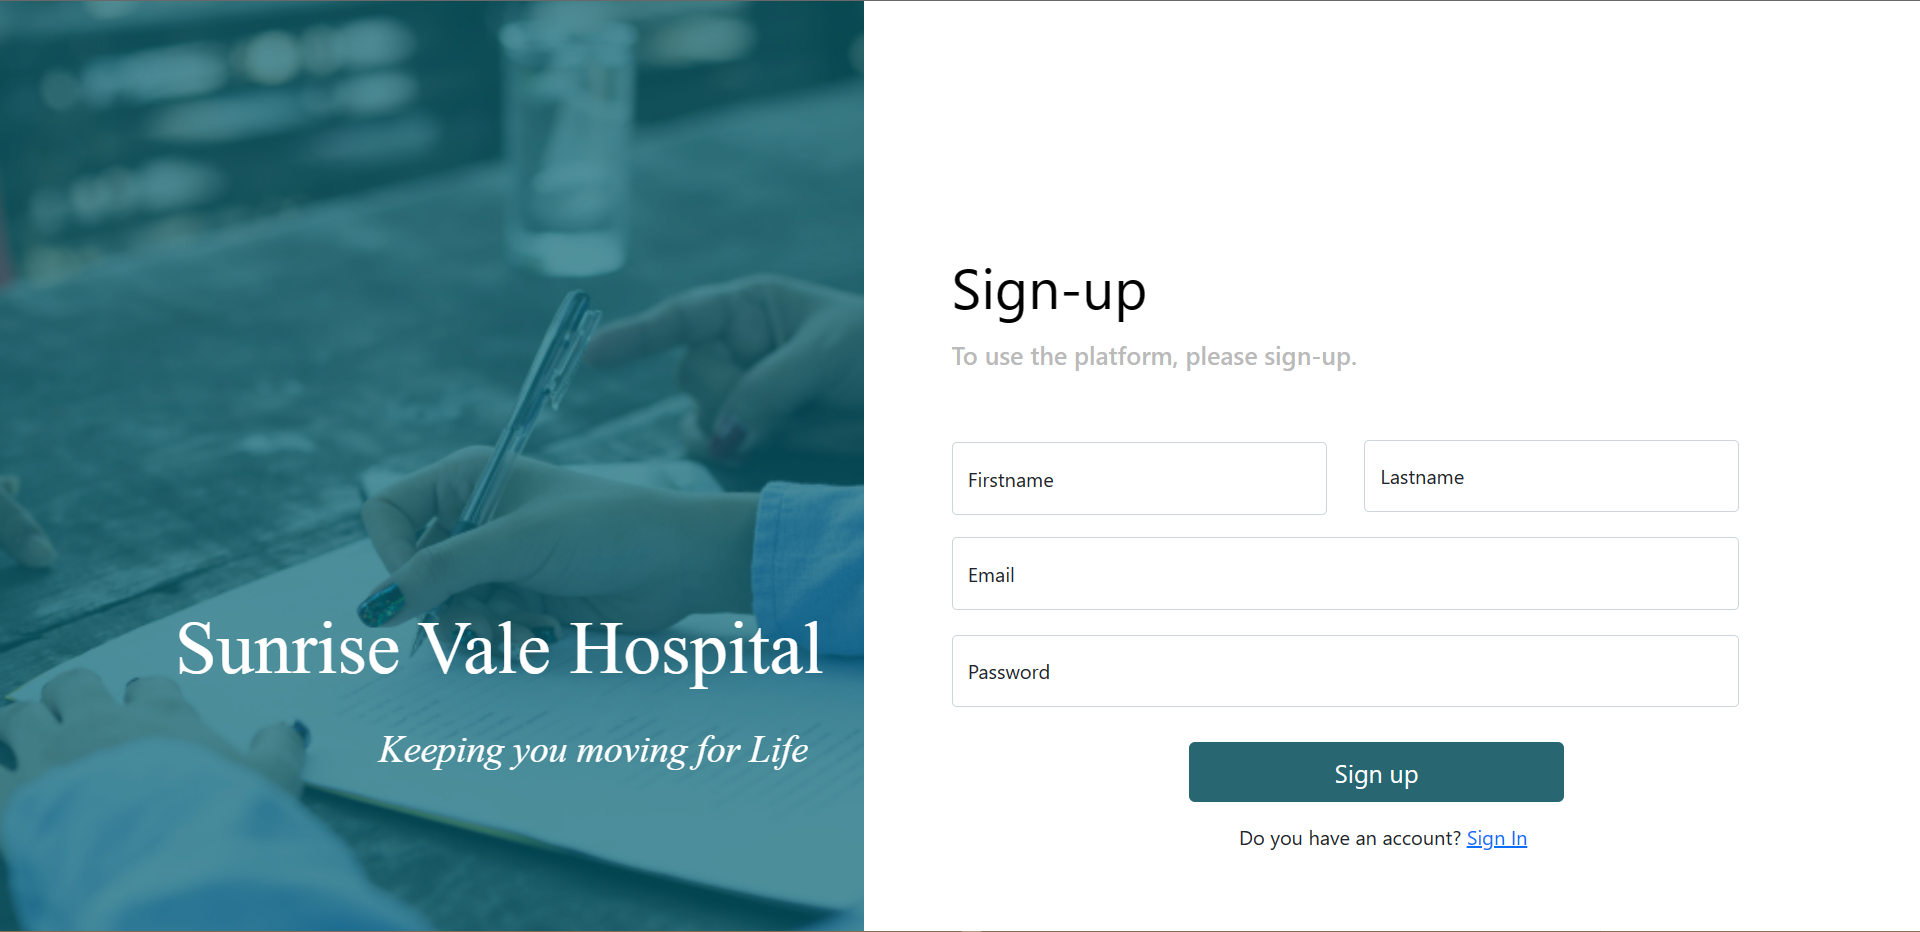 Sunrise Vale Hospital
Keeping you moving for Life
Sign-up
To use the platform, please sign-up.
Firstname
Lastname
Email
Password
Sign up
Do you have an account? Sign In